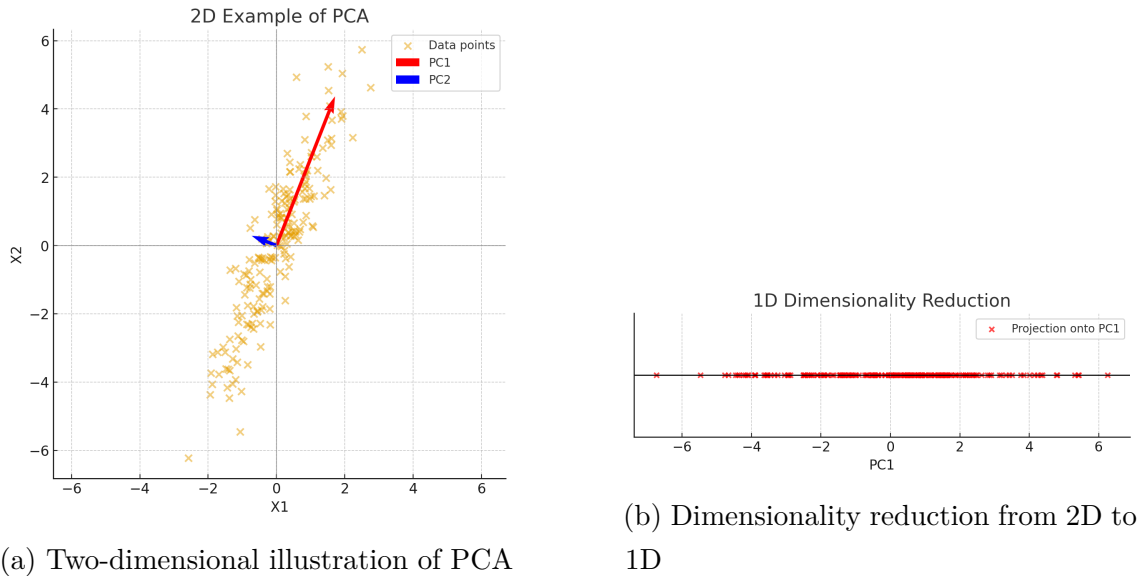 2D Example of PCA
6
4
2
0
−2
−4
−6
X2
Data points
PC1
PC2
−6 −4 −2 0 2 4 6
X1
(a) Two-dimensional illustration of PCA
1D Dimensionality Reduction
Projection onto PC1
−6 −4 −2 0 2 4 6
PC1
(b) Dimensionality reduction from 2D to
1D